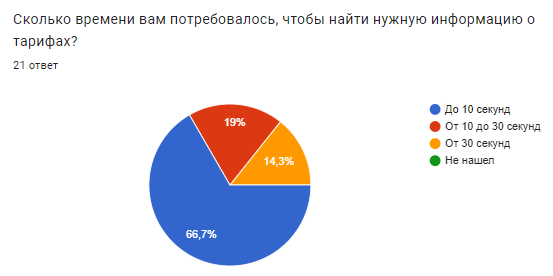 Сколько времени вам потребовалось, чтобы найти нужную информацию о
тарифах?
21 ответ
До 10 секунд
От 10 до 30 секунд
От 30 секунд
Не нашел
19%
14,3%
66,7%